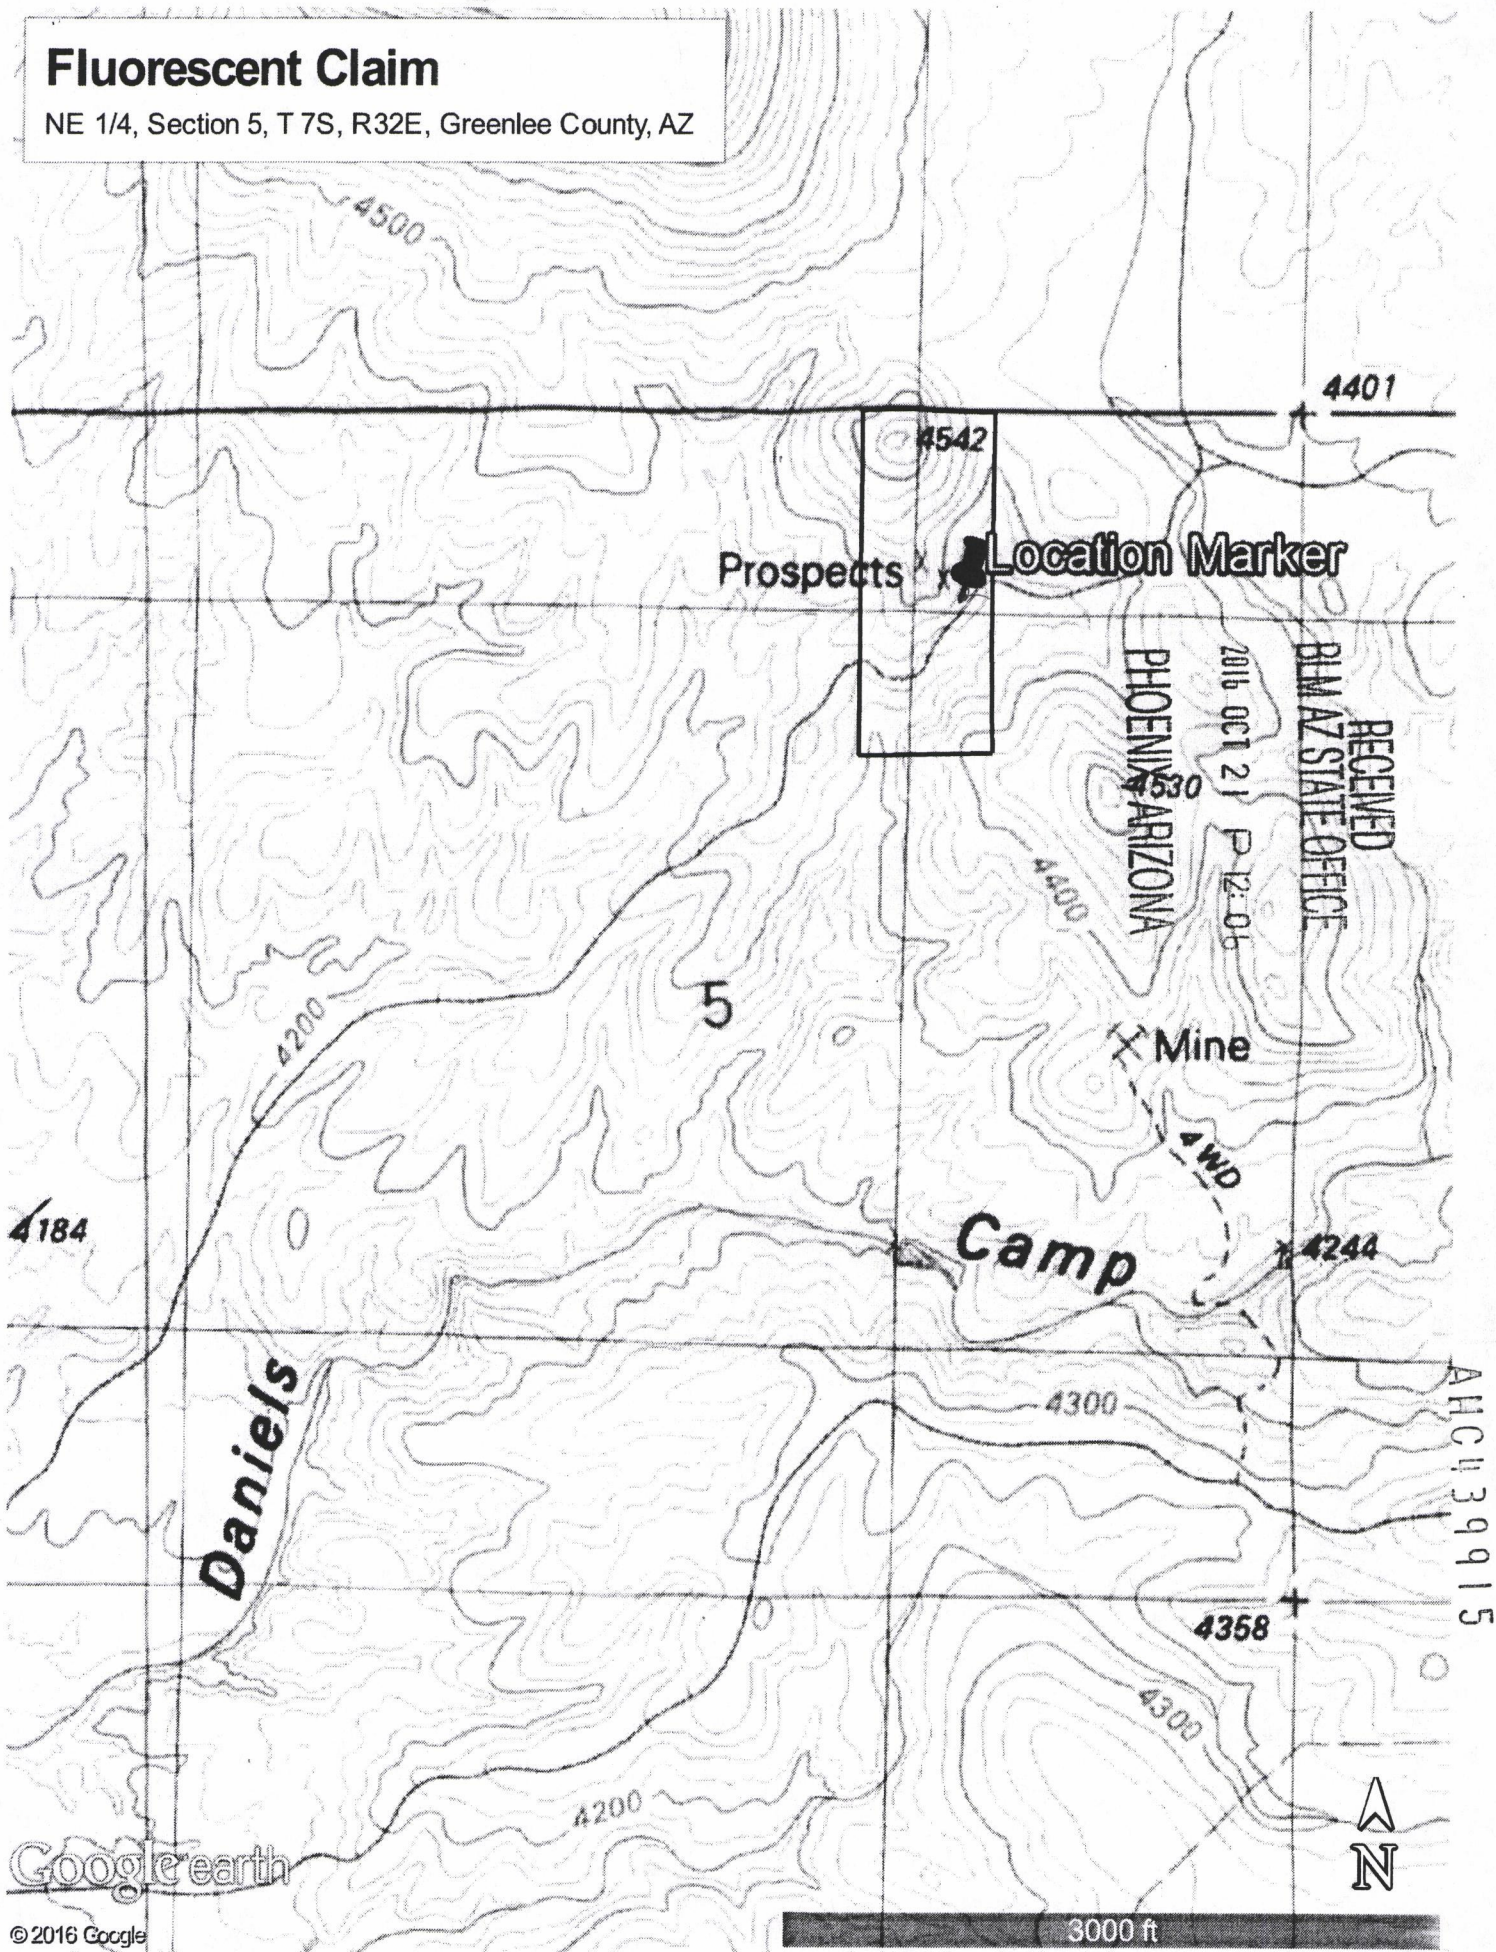 Fluorescent Claim
NE 1/4, Section 5, T 7S, R32E, Greenlee County, AZ
4500
4401
4542
Prospects
Location Marker
RECEIVED
BLM AZ STATE OFFICE
2016 OCT 21 P 12:06
PHOENIX ARIZONA
4530
4400
5
4200
Mine
4WD
4184
Camp
4244
Daniels
4300
AMC439915
4358
4300
4200
N
Google earth
© 2016 Google
3000 ft